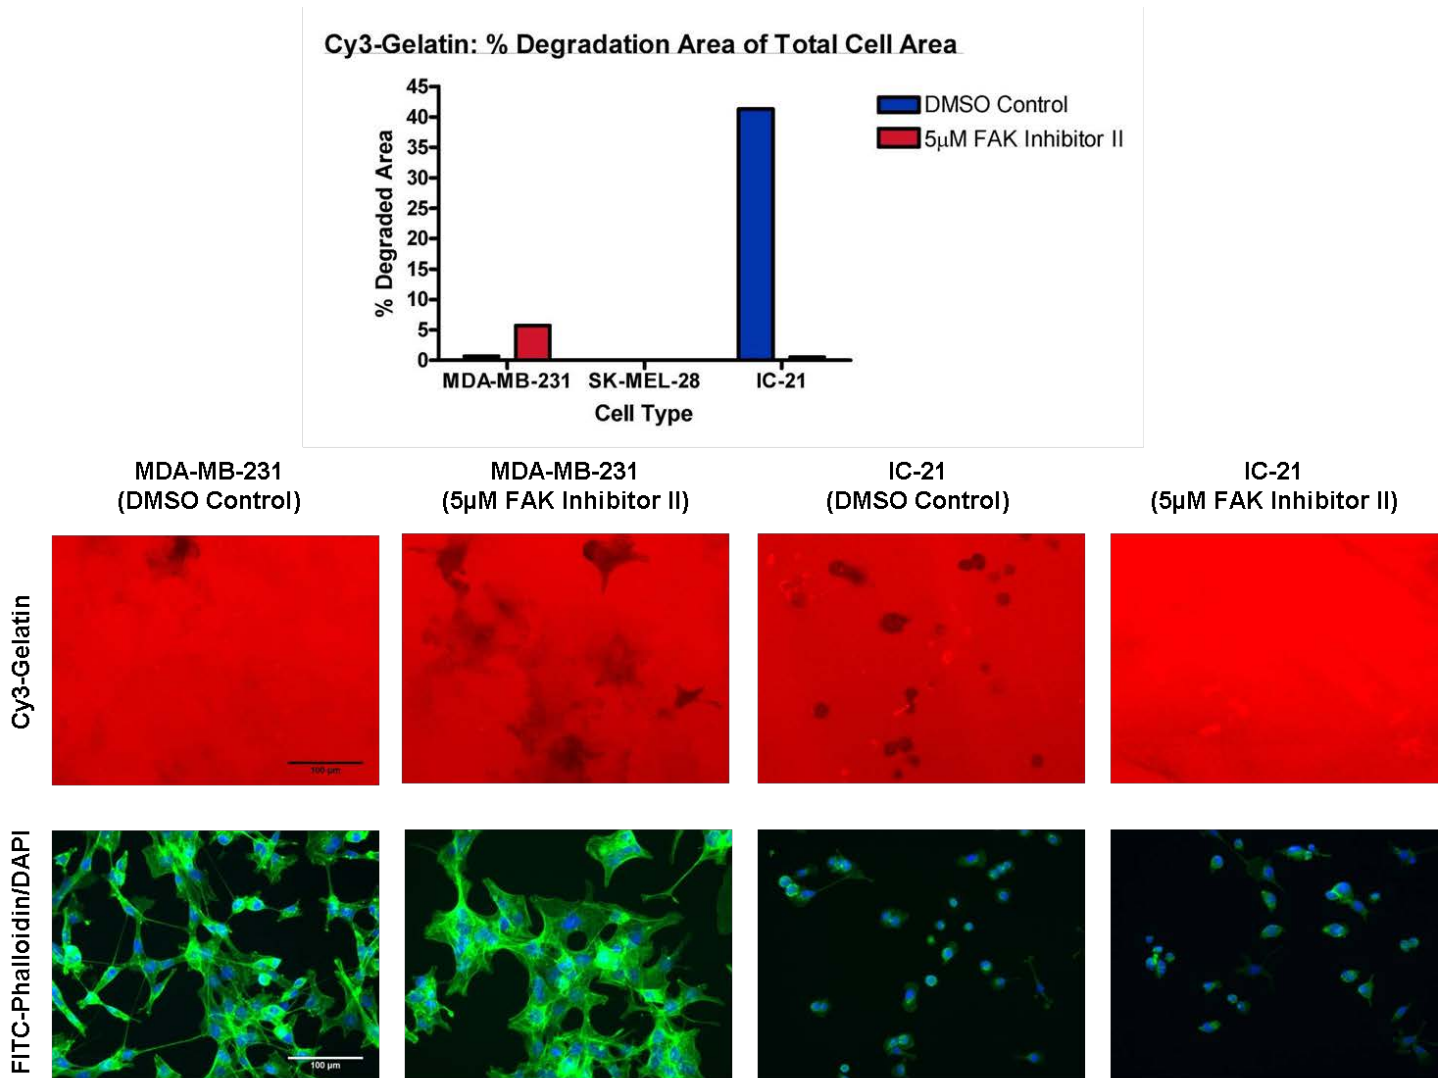 Cy3-Gelatin: % Degradation Area of Total Cell Area
% Degraded Area
45
40
35
30
25
20
15
10
5
0
DMSO Control
5µM FAK Inhibitor II
MDA-MB-231 SK-MEL-28 IC-21
Cell Type
MDA-MB-231
(DMSO Control)
MDA-MB-231
(5µM FAK Inhibitor II)
IC-21
(DMSO Control)
IC-21
(5µM FAK Inhibitor II)
Cy3-Gelatin
100 µm
FITC-Phalloidin/DAPI
100 µm